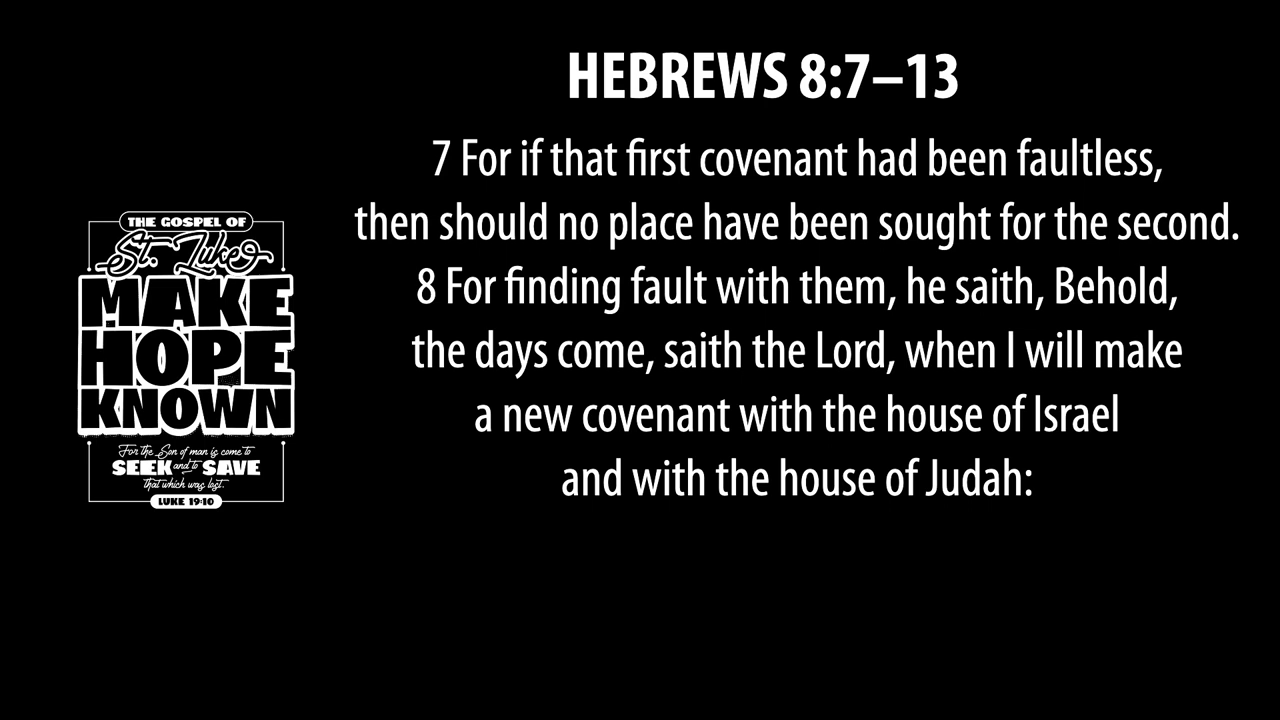 HEBREWS 8:7–13
7 For if that first covenant had been faultless,
then should no place have been sought for the second.
8 For finding fault with them, he saith, Behold,
the days come, saith the Lord, when I will make
a new covenant with the house of Israel
and with the house of Judah:
THE GOSPEL OF
St. Luke
MAKE
HOPE
KNOWN
For the Son of man is come to
SEEK and to SAVE
that which was lost.
LUKE 19:10